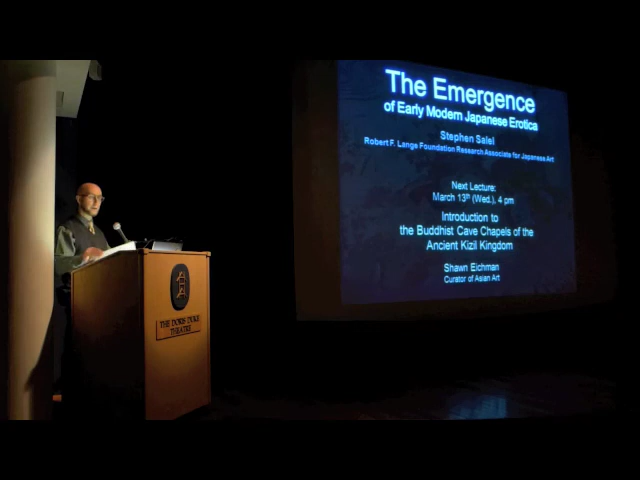 The Emergence
of Early Modern Japanese Erotica
Stephen Salel
Robert F. Lange Foundation Research Associate for Japanese Art
Next Lecture:
March 13th (Wed.), 4 pm
Introduction to
the Buddhist Cave Chapels of the
Ancient Kizil Kingdom
Shawn Eichman
Curator of Asian Art
THE DORIS DUKE
THEATRE